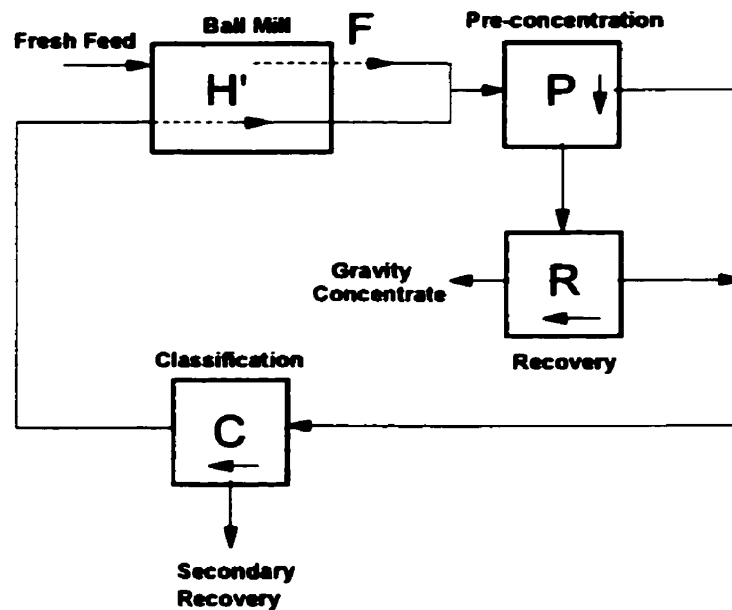 Ball Mill
F
Pre-concentration
Fresh Feed
H'
P
Gravity
Concentrate
R
Recovery
Classification
C
Secondary
Recovery